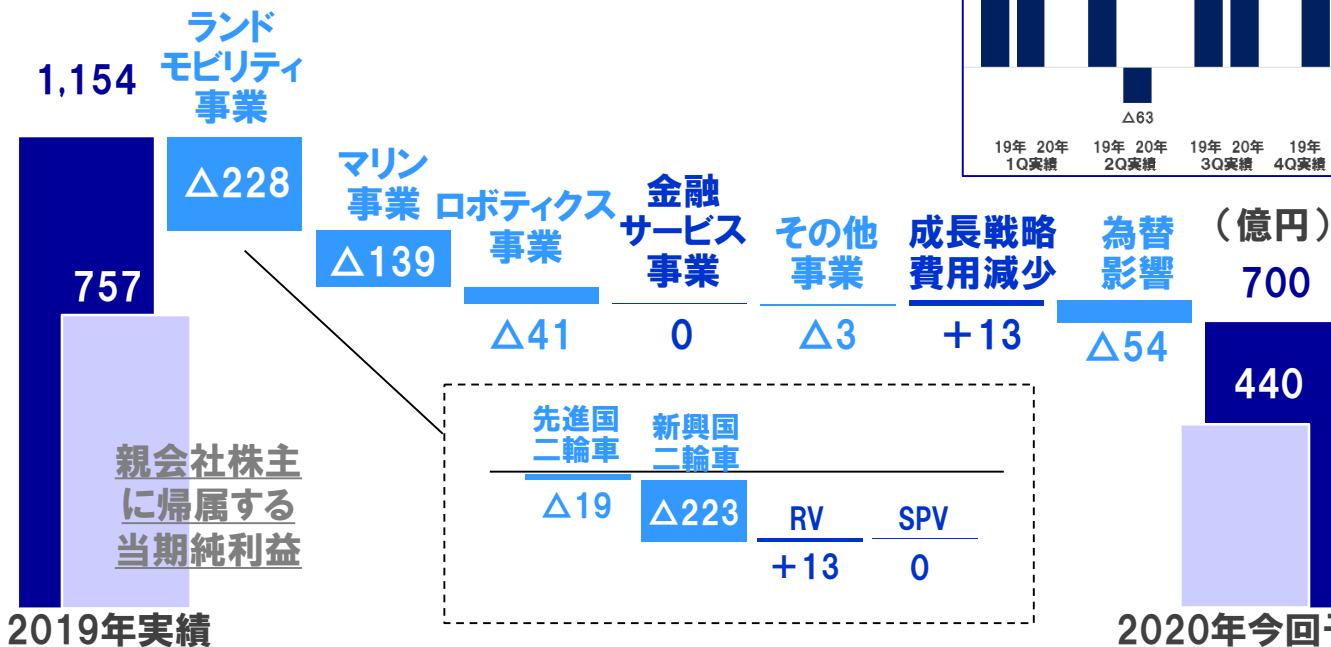 ランド
モビリティ
事業
1,154
△228
マリン
事業
△139
ロボティクス
事業
△41
金融
サービス
事業
0
その他
事業
△3
成長戦略
費用減少
＋13
為替
影響
△54
（億円）
700
440
757
親会社株主
に帰属する
当期純利益
2019年実績
2020年今回
先進国
二輪車
△19
新興国
二輪車
△223
RV
＋13
SPV
0
△63
19年 20年 19年 20年 19年 20年 19年
1Q実績 2Q実績 3Q実績 4Q実績